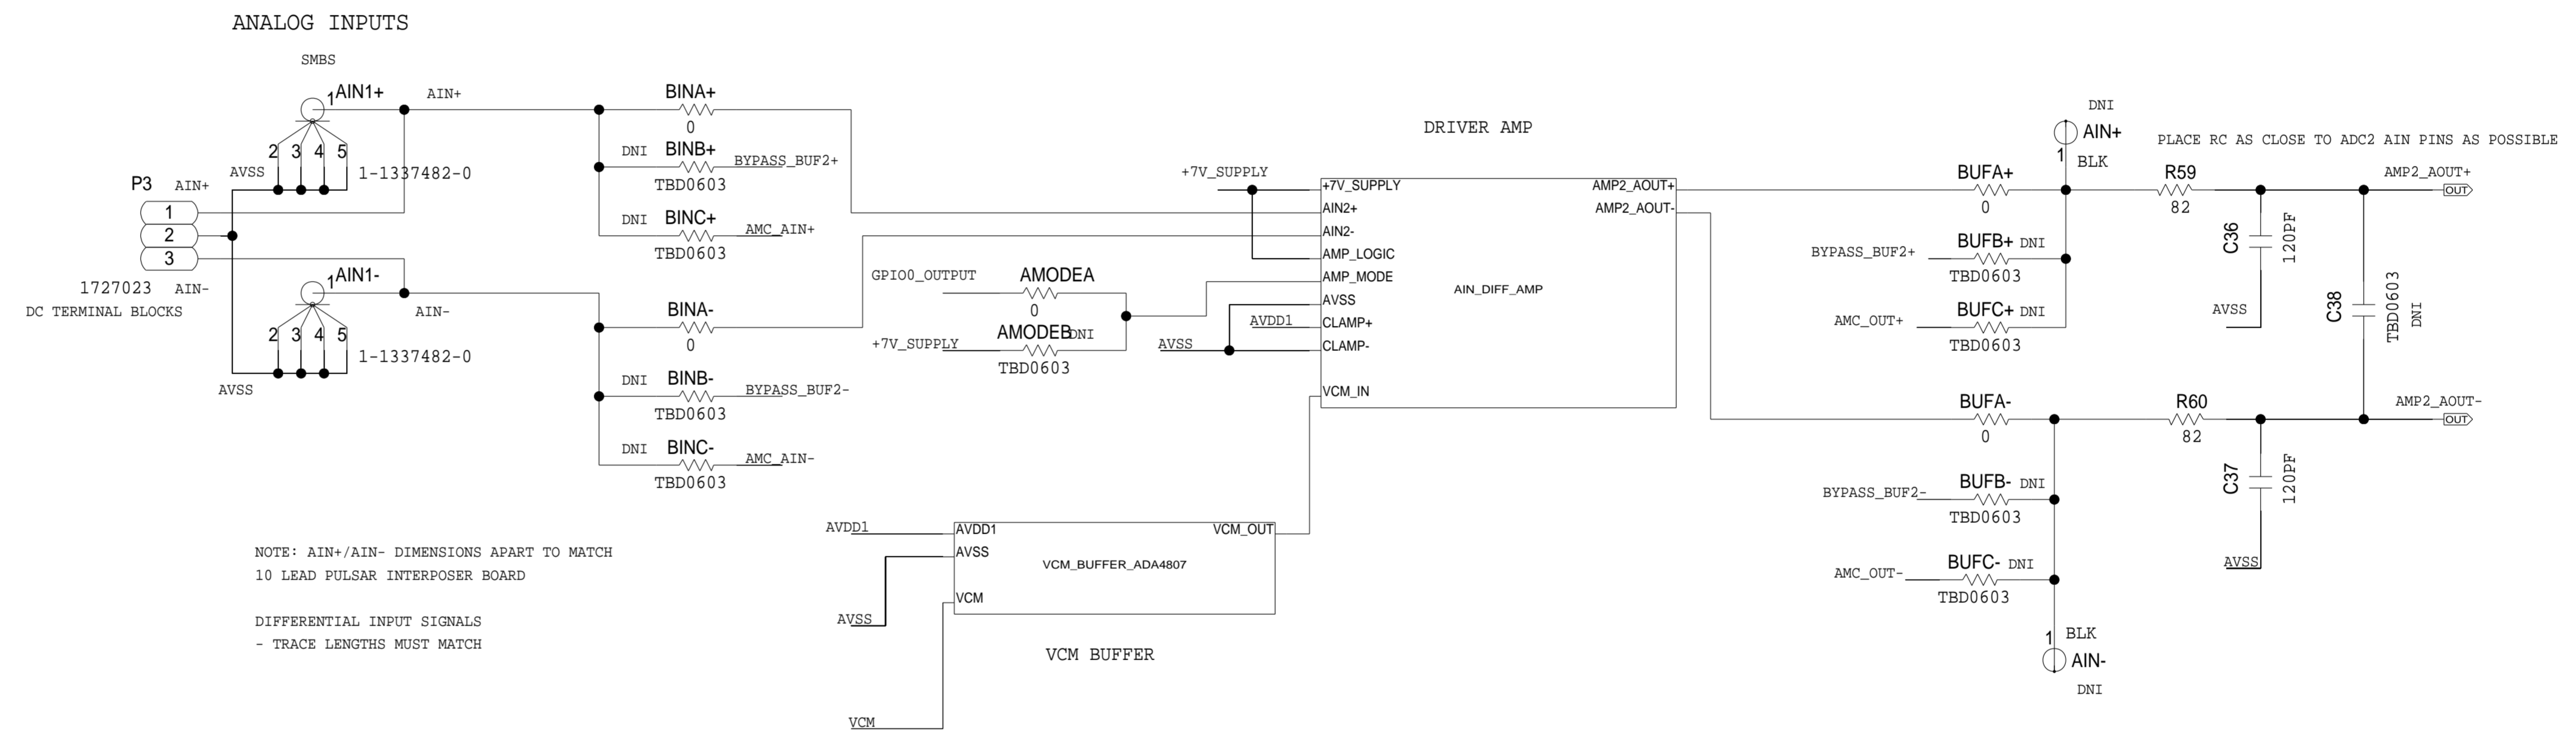 ANALOG INPUTS
SMBS
1 AIN1+
AIN+
2 3 4 5
AVSS
1-1337482-0
P3
AIN+
1
2
3
1727023
AIN-
DC TERMINAL BLOCKS
1 AIN1-
AIN-
2 3 4 5
1-1337482-0
AVSS
NOTE: AIN+/AIN- DIMENSIONS APART TO MATCH
10 LEAD PULSAR INTERPOSER BOARD
DIFFERENTIAL INPUT SIGNALS
- TRACE LENGTHS MUST MATCH
BINA+
0
DNI BINB+ BYPASS_BUF2+
TBD0603
DNI BINC+ AMC_AIN+
TBD0603
BINA-
0
DNI BINB- BYPASS_BUF2-
TBD0603
DNI BINC- AMC_AIN-
TBD0603
GPIO0_OUTPUT
AMODEA
0
+7V_SUPPLY
AMODEB DNI
TBD0603
AVDD1
AVSS
VCM
AVDD1
AVSS
VCM
VCM_OUT
VCM_BUFFER_ADA4807
VCM BUFFER
DRIVER AMP
+7V_SUPPLY
AVDD1
AVSS
+7V_SUPPLY
AIN2+
AIN2-
AMP_LOGIC
AMP_MODE
AVSS
CLAMP+
CLAMP-
VCM_IN
AIN_DIFF_AMP
AMP2_AOUT+
AMP2_AOUT-
BUFA+
0
BYPASS_BUF2+ BUFB+ DNI
TBD0603
AMC_OUT+ BUFC+ DNI
TBD0603
BUFA-
0
BYPASS_BUF2- BUFB- DNI
TBD0603
AMC_OUT- BUFC- DNI
TBD0603
DNI
AIN+
1 BLK
1 BLK
AIN-
DNI
PLACE RC AS CLOSE TO ADC2 AIN PINS AS POSSIBLE
R59
82
AMP2_AOUT+
OUT
C36
120PF
AVSS
C38
TBD0603
DNI
R60
82
AMP2_AOUT-
OUT
C37
120PF
AVSS